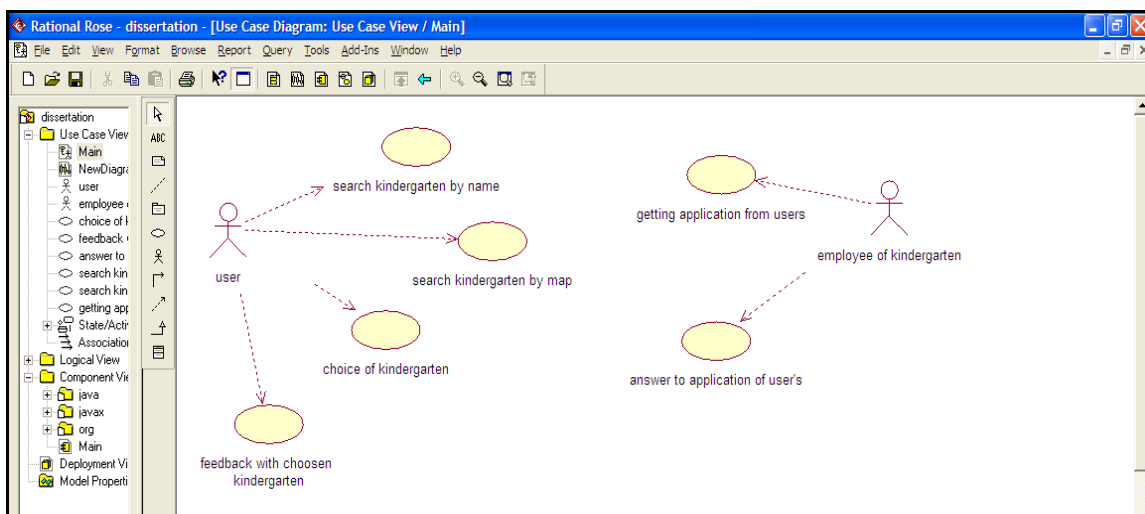 Rational Rose - dissertation - [Use Case Diagram: Use Case View / Main]
File Edit View Format Browse Report Query Tools Add-Ins Window Help
dissertation
Use Case View
Main
NewDiagra
user
employee
choice of k
feedback
answer to
search kin
search kin
getting app
State/Acti
Association
Logical View
Component Vie
java
javax
org
Main
Deployment Vi
Model Properti
ABC
search kindergarten by name
user
search kindergarten by map
choice of kindergarten
feedback with choosen
kindergarten
getting application from users
employee of kindergarten
answer to application of user's